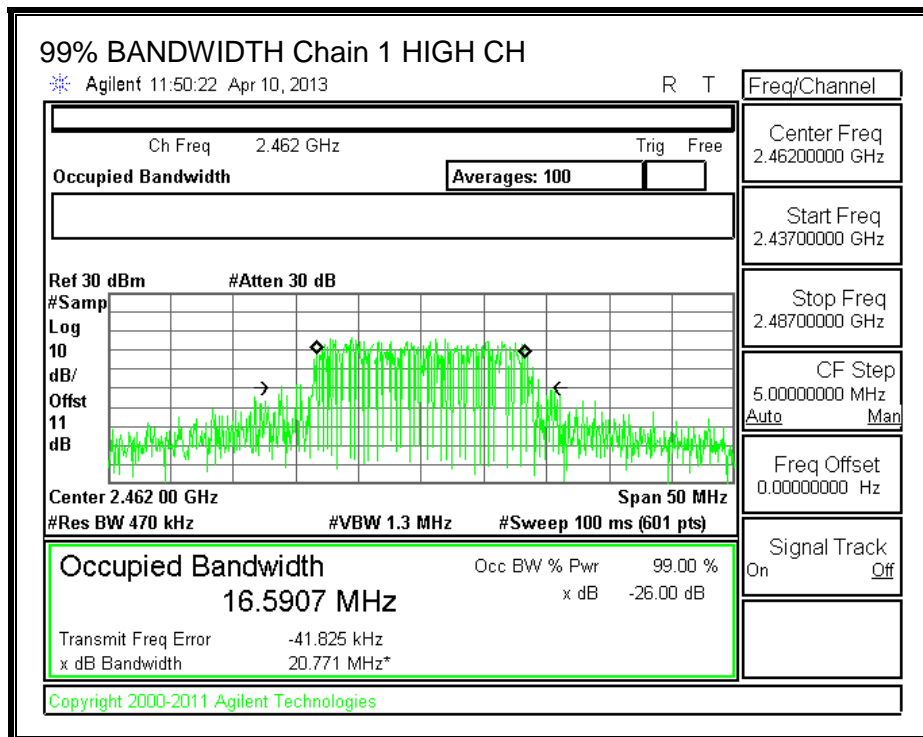 99% BANDWIDTH Chain 1 HIGH CH
Agilent 11:50:22 Apr 10, 2013 R T
Ch Freq 2.462 GHz Trig Free
Occupied Bandwidth Averages: 100
Ref 30 dBm #Atten 30 dB
#Samp
Log
10
dB/
Offst
11
dB
Center 2.462 00 GHz Span 50 MHz
#Res BW 470 kHz #VBW 1.3 MHz #Sweep 100 ms (601 pts)
Occupied Bandwidth Occ BW % Pwr 99.00 %
16.5907 MHz x dB -26.00 dB
Transmit Freq Error -41.825 kHz
x dB Bandwidth 20.771 MHz*
Copyright 2000-2011 Agilent Technologies
Freq/Channel
Center Freq
2.46200000 GHz
Start Freq
2.43700000 GHz
Stop Freq
2.48700000 GHz
CF Step
5.00000000 MHz
Auto Man
Freq Offset
0.00000000 Hz
Signal Track
On Off